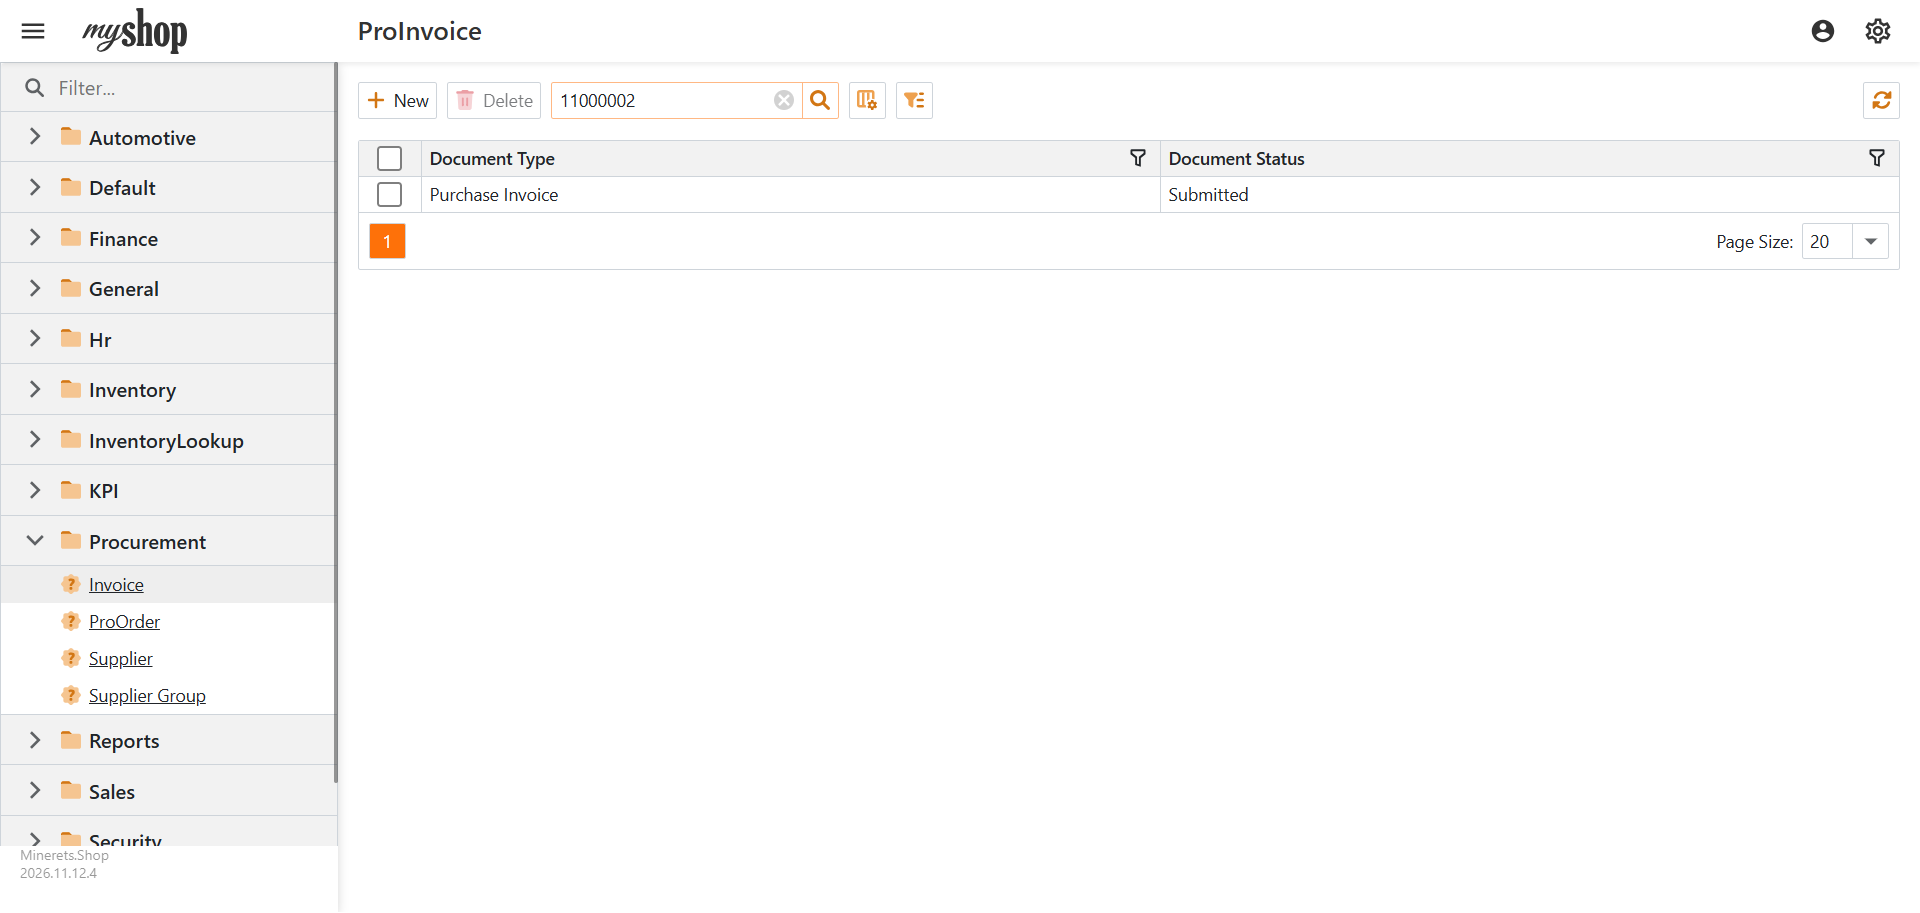 myshop
ProInvoice
Filter...
New
Delete
11000002
Automotive
Default
Finance
General
Hr
Inventory
InventoryLookup
KPI
Procurement
Invoice
ProOrder
Supplier
Supplier Group
Reports
Sales
Security
Minerets.Shop
2026.11.12.4
Document Type
Document Status
Purchase Invoice
Submitted
1
Page Size:
20